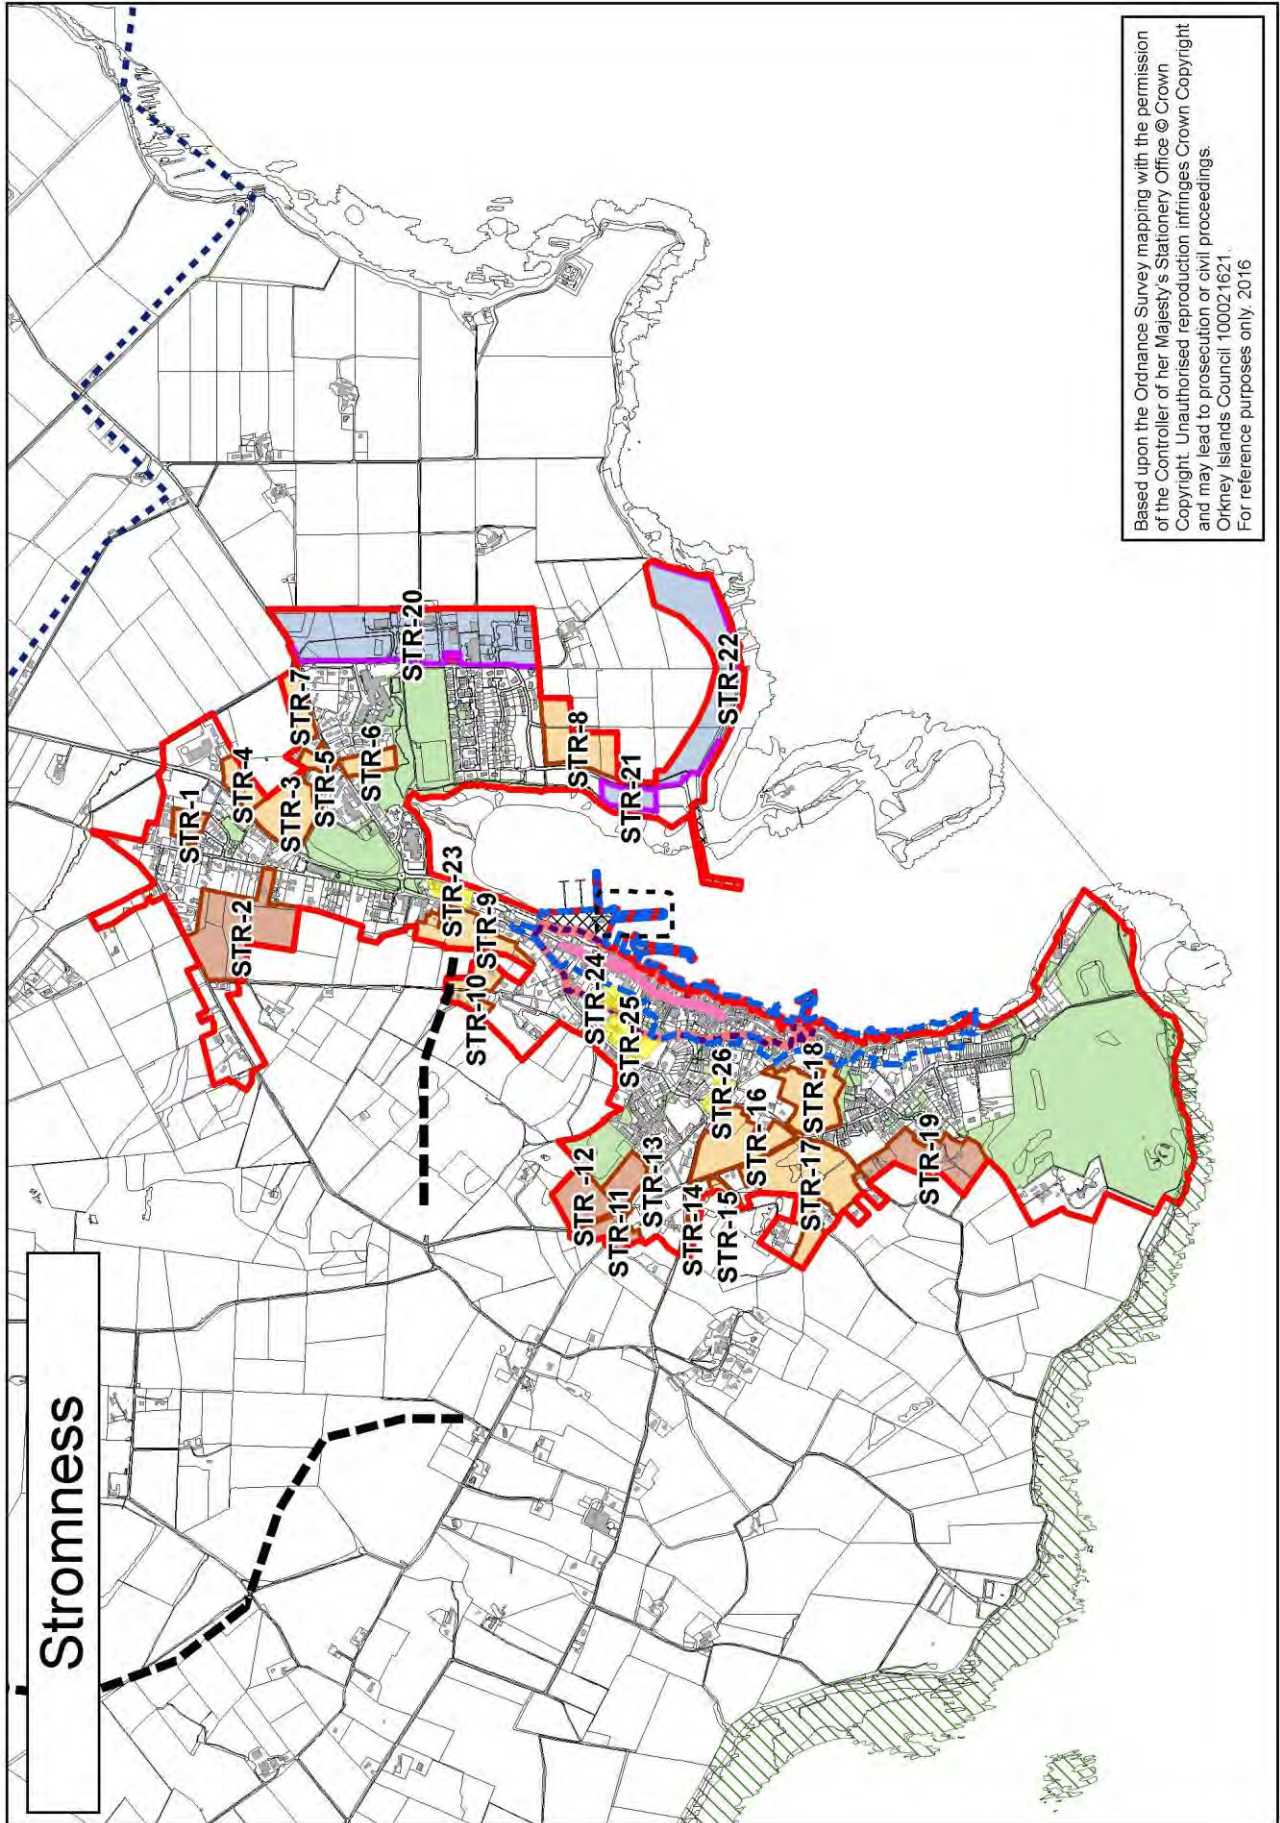 Stromness
STR-1
STR-2
STR-3
STR-4
STR-5
STR-6
STR-7
STR-8
STR-9
STR-10
STR-11
STR -12
STR-13
STR-14
STR-15
STR-16
STR-17
STR-18
STR-19
STR-20
STR-21
STR-22
STR-23
STR-24
STR-25
STR-26
Based upon the Ordnance Survey mapping with the permission
of the Controller of her Majesty's Stationery Office © Crown
Copyright. Unauthorised reproduction infringes Crown Copyright
and may lead to prosecution or civil proceedings.
Orkney Islands Council 100021621.
For reference purposes only. 2016